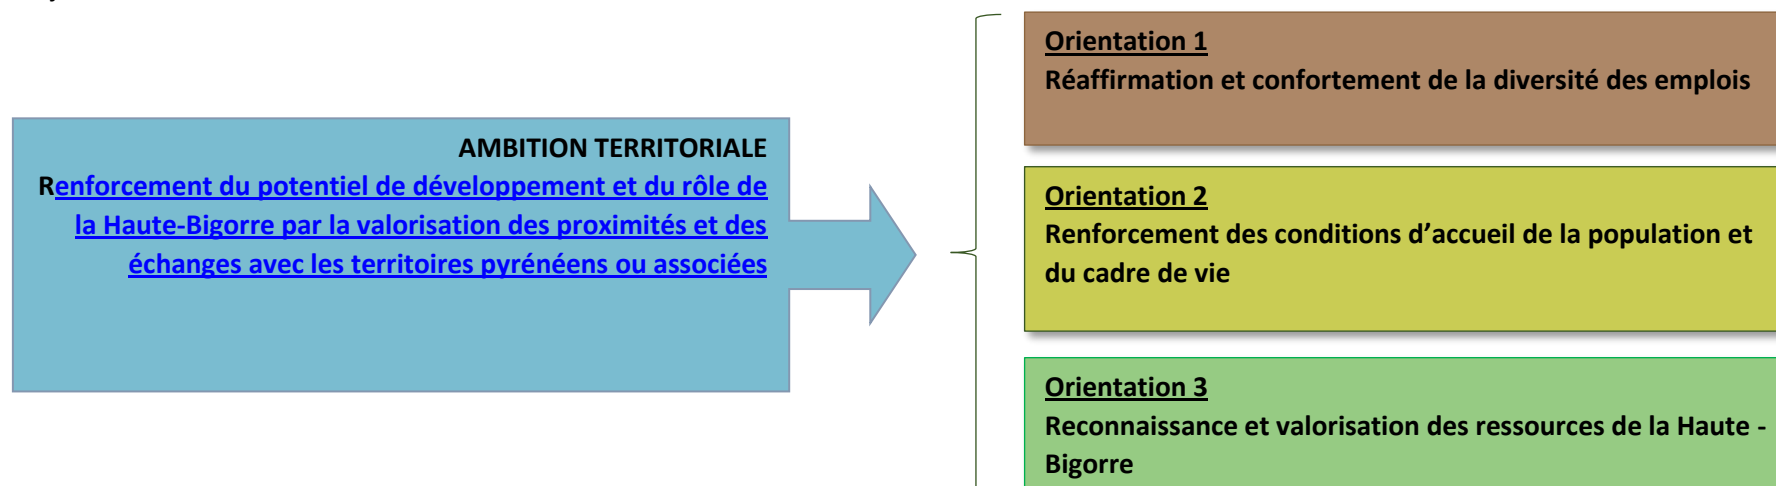 AMBITION TERRITORIALE
Renforcement du potentiel de développement et du rôle de
la Haute-Bigorre par la valorisation des proximités et des
échanges avec les territoires pyrénéens ou associées
Orientation 1
Réaffirmation et confortement de la diversité des emplois
Orientation 2
Renforcement des conditions d’accueil de la population et
du cadre de vie
Orientation 3
Reconnaissance et valorisation des ressources de la Haute -
Bigorre